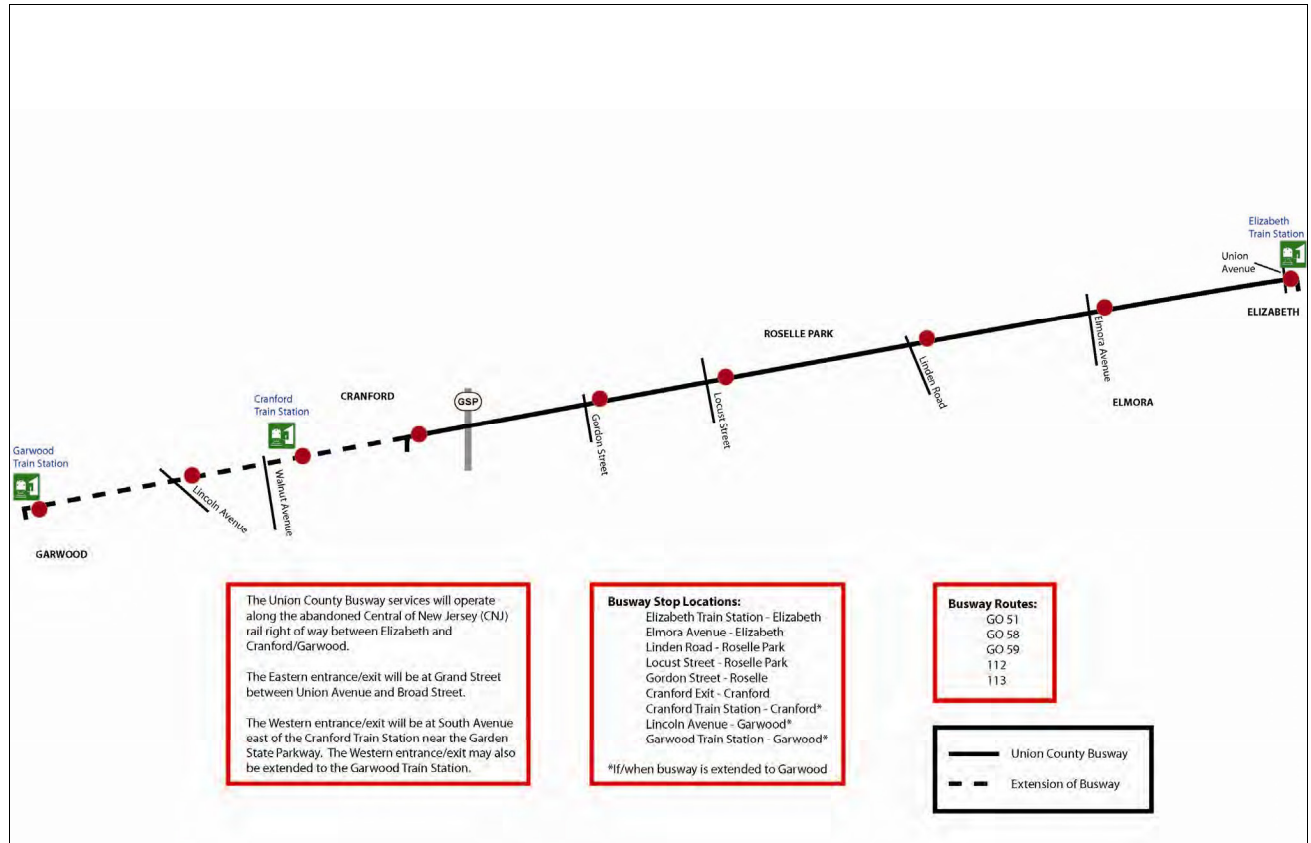 Elizabeth
Train Station
Union
Avenue
ELIZABETH
Elmora Avenue
ELMORA
ROSELLE PARK
Linden Road
Locust Street
Gordon Street
GSP
CRANFORD
Cranford
Train Station
Walnut Avenue
Lincoln Avenue
Garwood
Train Station
GARWOOD
The Union County Busway services will operate
along the abandoned Central of New Jersey (CNJ)
rail right of way between Elizabeth and
Cranford/Garwood.
The Eastern entrance/exit will be at Grand Street
between Union Avenue and Broad Street.
The Western entrance/exit will be at South Avenue
east of the Cranford Train Station near the Garden
State Parkway. The Western entrance/exit may also
be extended to the Garwood Train Station.
Busway Stop Locations:
Elizabeth Train Station - Elizabeth
Elmora Avenue - Elizabeth
Linden Road - Roselle Park
Locust Street - Roselle Park
Gordon Street - Roselle
Cranford Exit - Cranford
Cranford Train Station - Cranford*
Lincoln Avenue - Garwood*
Garwood Train Station - Garwood*
*If/when busway is extended to Garwood
Busway Routes:
GO 51
GO 58
GO 59
112
113
Union County Busway
Extension of Busway